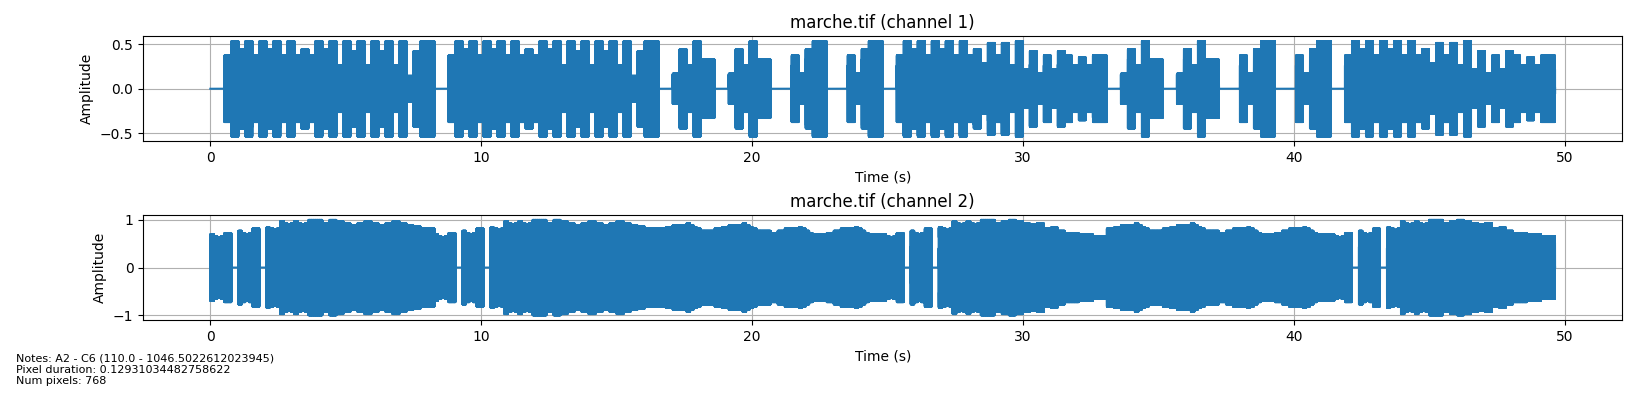 marche.tif (channel 1)
0.5
0.0
−0.5
Amplitude
0 10 20 30 40 50
Time (s)
marche.tif (channel 2)
1
0
−1
Amplitude
0 10 20 30 40 50
Time (s)
Notes: A2 - C6 (110.0 - 1046.5022612023945)
Pixel duration: 0.12931034482758622
Num pixels: 768